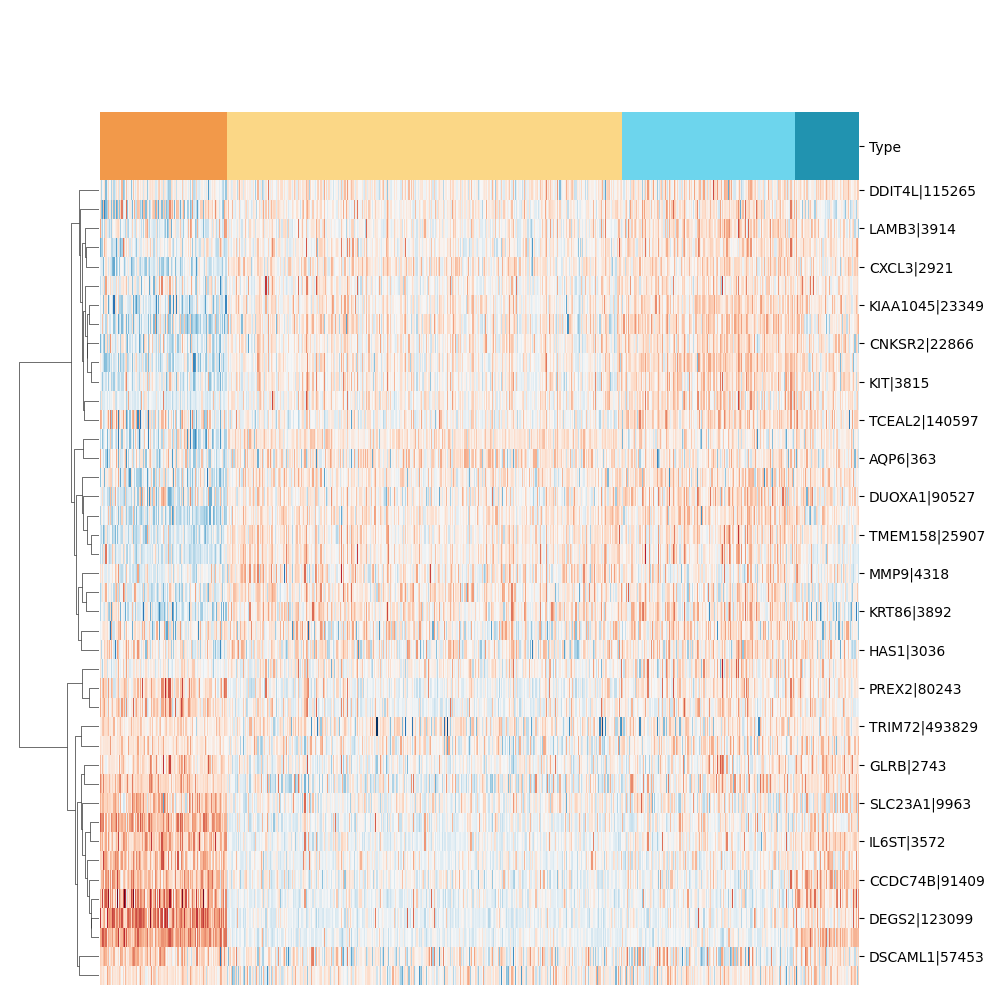 Type
DDIT4L|115265
LAMB3|3914
CXCL3|2921
KIAA1045|23349
CNKSR2|22866
KIT|3815
TCEAL2|140597
AQP6|363
DUOXA1|90527
TMEM158|25907
MMP9|4318
KRT86|3892
HAS1|3036
PREX2|80243
TRIM72|493829
GLRB|2743
SLC23A1|9963
IL6ST|3572
CCDC74B|91409
DEGS2|123099
DSCAML1|57453